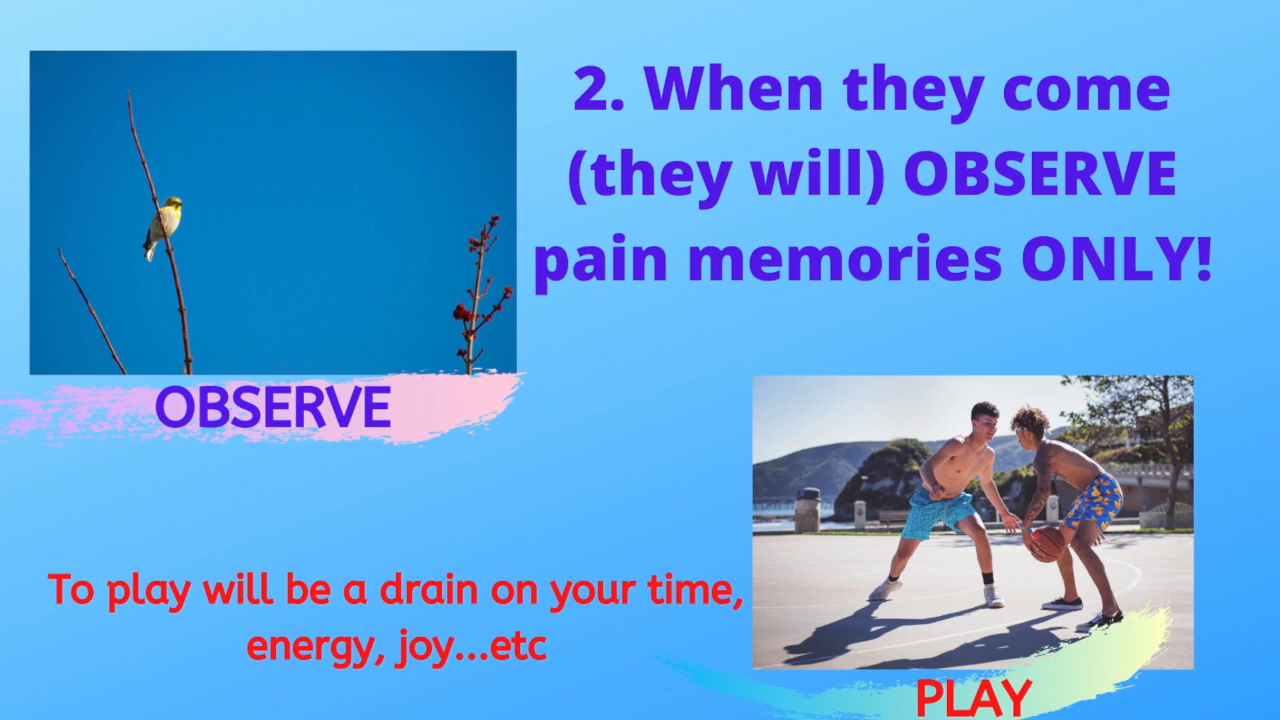 2. When they come
(they will) OBSERVE
pain memories ONLY!
OBSERVE
To play will be a drain on your time,
energy, joy...etc
PLAY